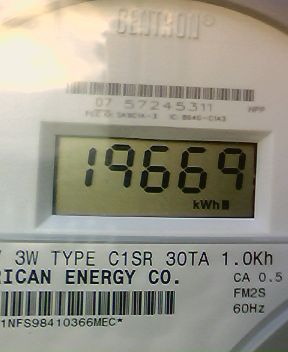 CENTRON®
07 57245311 MPP
19669
kWh
V 3W TYPE C1SR 30TA 1.0Kh
RICAN ENERGY CO. CA 0.5
FM2S
1NFS98410366MEC* 60Hz